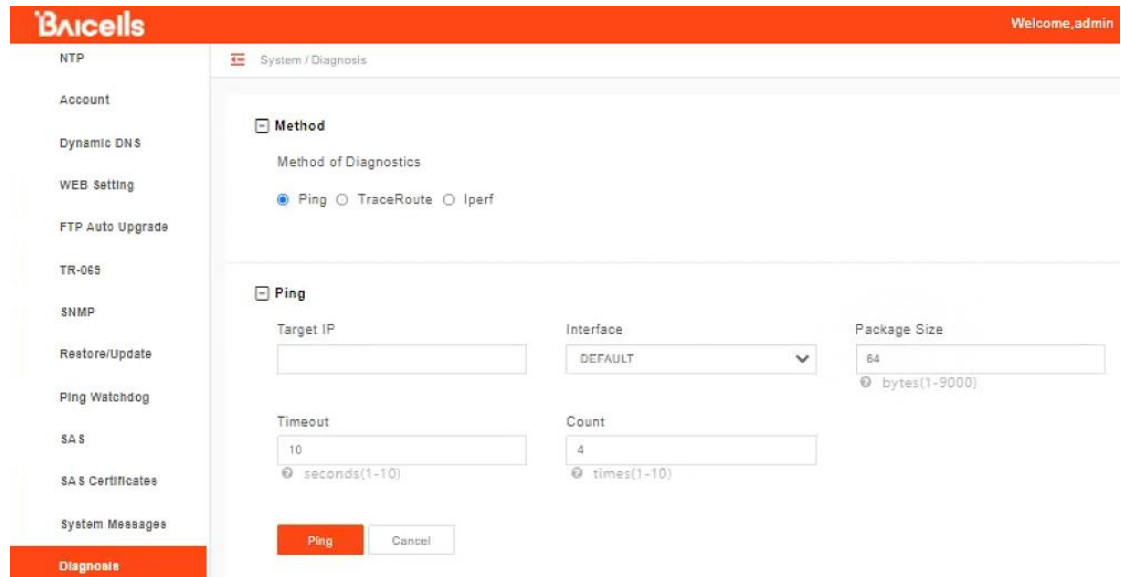 Baicells
Welcome,admin
NTP
Account
Dynamic DNS
WEB Setting
FTP Auto Upgrade
TR-069
SNMP
Restore/Update
Ping Watchdog
SAS
SAS Certificates
System Messages
Diagnosis
System / Diagnosis
Method
Method of Diagnostics
Ping TraceRoute Iperf
Ping
Target IP Interface Package Size
DEFAULT 64
bytes(1-9000)
Timeout Count
10 4
seconds(1-10) times(1-10)
Ping Cancel